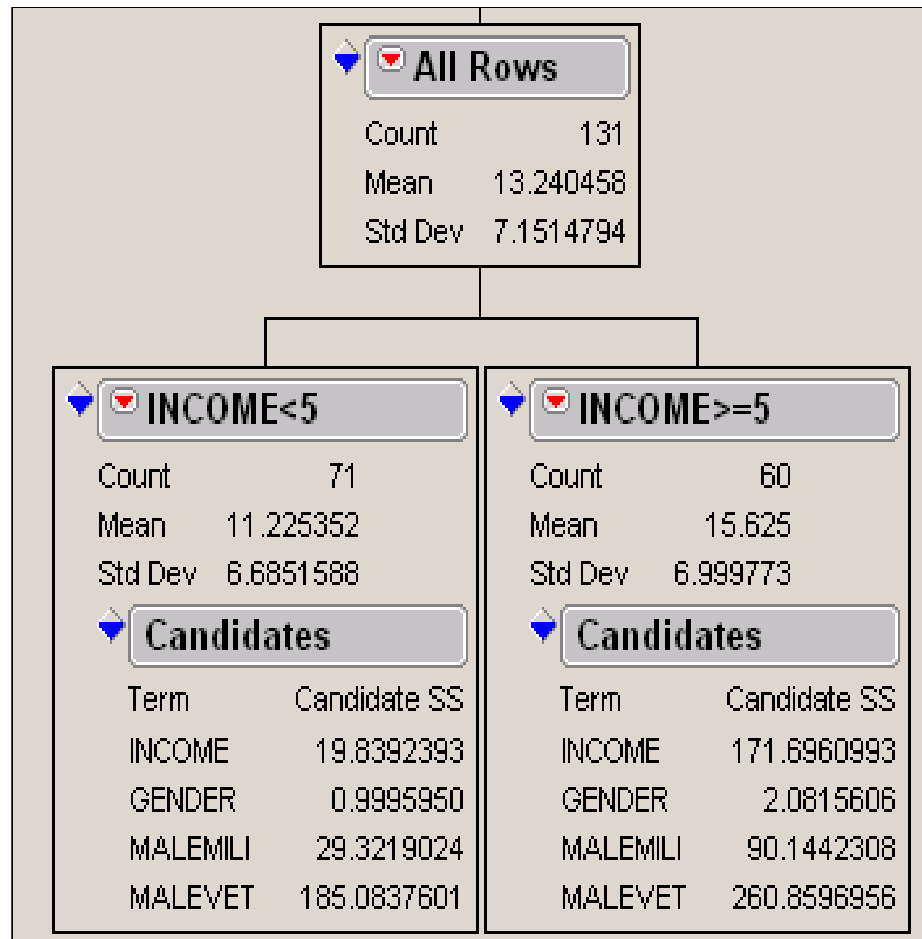 All Rows
Count 131
Mean 13.240458
Std Dev 7.1514794
INCOME<5
Count 71
Mean 11.225352
Std Dev 6.6851588
Candidates
Term Candidate SS
INCOME 19.8392393
GENDER 0.9995950
MALEMILI 29.3219024
MALEVET 185.0837601
INCOME>=5
Count 60
Mean 15.625
Std Dev 6.999773
Candidates
Term Candidate SS
INCOME 171.6960993
GENDER 2.0815606
MALEMILI 90.1442308
MALEVET 260.8596956